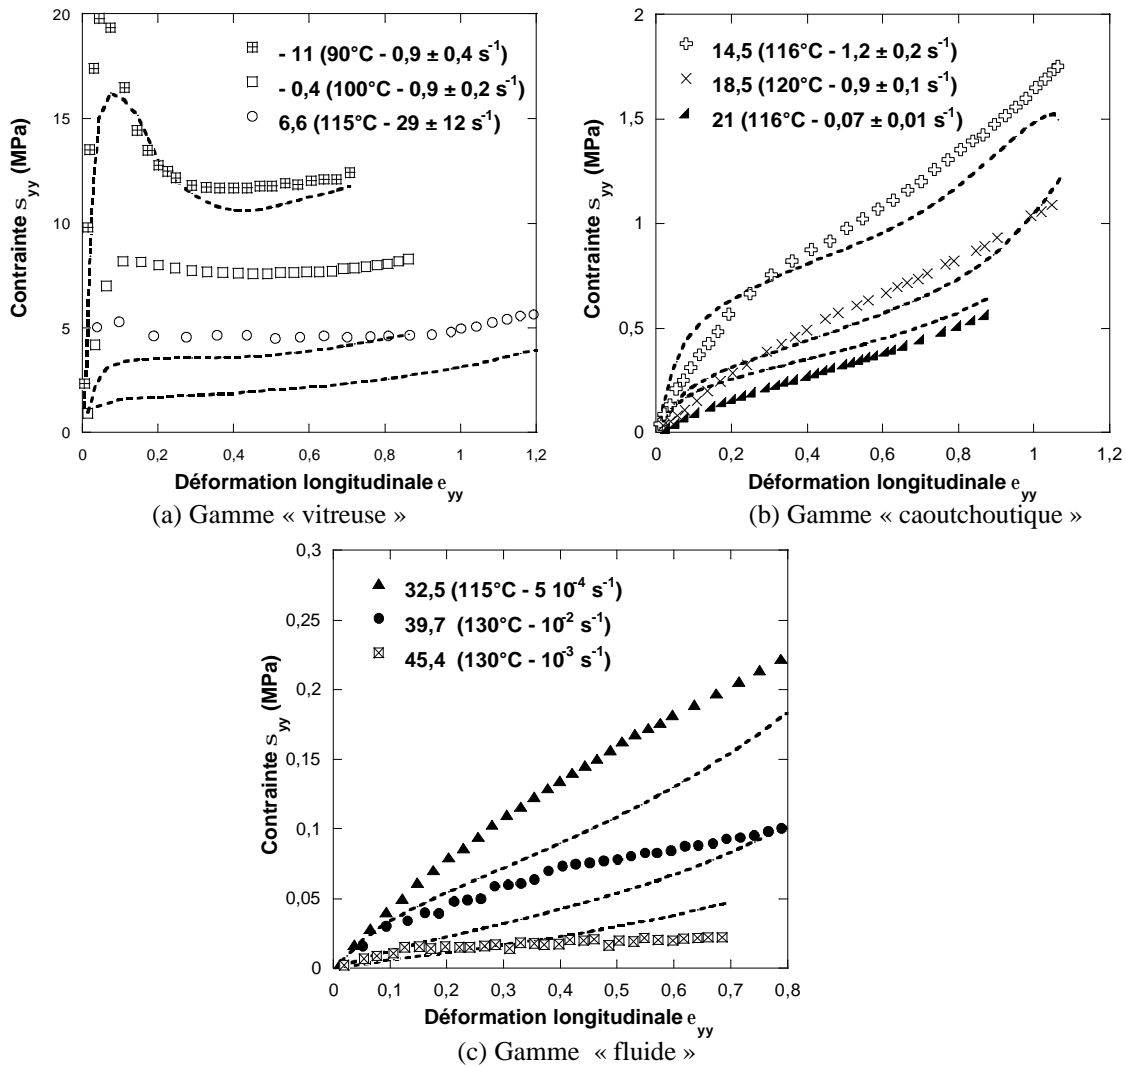 20
15
10
5
0
Contrainte s yy (MPa)
- 11 (90°C - 0,9 ± 0,4 s-1)
- 0,4 (100°C - 0,9 ± 0,2 s-1)
6,6 (115°C - 29 ± 12 s-1)
0 0,2 0,4 0,6 0,8 1 1,2
Déformation longitudinale e yy
(a) Gamme « vitreuse »
2
1,5
1
0,5
0
Contrainte s yy (MPa)
14,5 (116°C - 1,2 ± 0,2 s-1)
18,5 (120°C - 0,9 ± 0,1 s-1)
21 (116°C - 0,07 ± 0,01 s-1)
0 0,2 0,4 0,6 0,8 1 1,2
Déformation longitudinale e yy
(b) Gamme « caoutchoutique »
0,3
0,25
0,2
0,15
0,1
0,05
0
Contrainte s yy (MPa)
32,5 (115°C - 5 10-4 s-1)
39,7 (130°C - 10-2 s-1)
45,4 (130°C - 10-3 s-1)
0 0,1 0,2 0,3 0,4 0,5 0,6 0,7 0,8
Déformation longitudinale e yy
(c) Gamme « fluide »